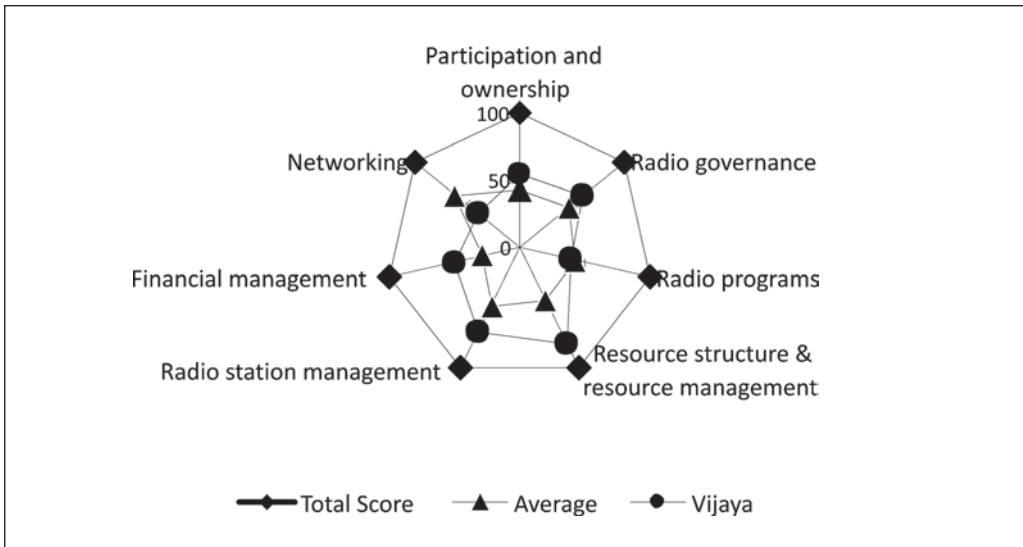 Participation and
ownership
100
Networking
Radio governance
50
0
Financial management
Radio programs
Resource structure &
resource management
Radio station management
Total Score
Average
Vijaya